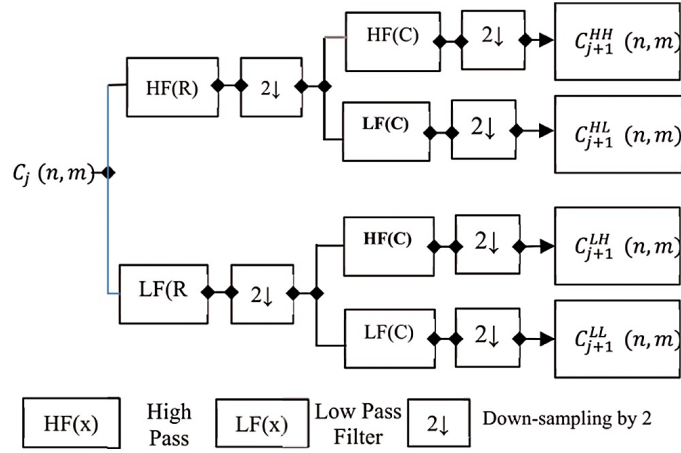 HF(C)
2↓
C_{j+1}^{HH} (n, m)
HF(R)
2↓
LF(C)
2↓
C_{j+1}^{HL} (n, m)
C_j (n, m)
HF(C)
2↓
C_{j+1}^{LH} (n, m)
LF(R
2↓
LF(C)
2↓
C_{j+1}^{LL} (n, m)
HF(x)
High
Pass
LF(x)
Low Pass
Filter
2↓
Down-sampling by 2